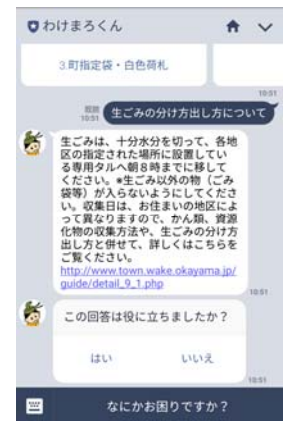 わけまろくん
3.町指定袋・白色荷札
10:51
既読
10:51
生ごみの分け方出し方について
生ごみは、十分水分を切って、各地
区の指定された場所に設置してい
る専用タルへ朝8時までに移して
ください。*生ごみ以外の物（ごみ
袋等）が入らないようにしてくださ
い。収集日は、お住まいの地区によ
って異なりますので、かん類、資源
化物の収集方法や、生ごみの分け方
出し方と併せて、詳しくはこちらを
ご覧ください。
http://www.town.wake.okayama.jp/
guide/detail_9_1.php
10:51
この回答は役に立ちましたか？
はい
いいえ
10:51
なにかお困りですか？